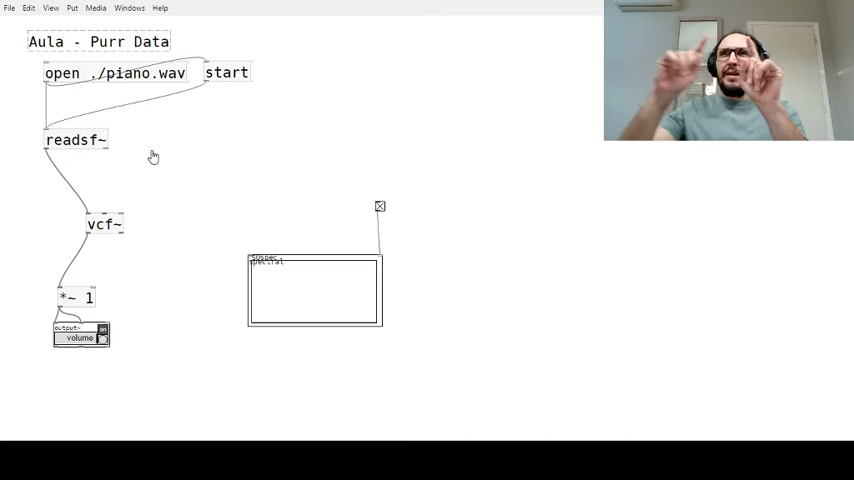 File Edit View Put Media Windows Help
Aula - Purr Data
open ./piano.wav
start
readsf~
vcf~
*~ 1
output~
volume
spectral